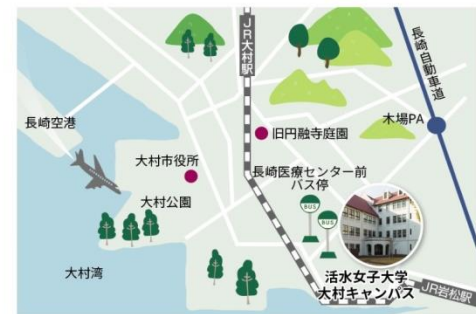 JR大村駅
長崎自動車道
長崎空港
旧円融寺庭園
木場PA
大村市役所
長崎医療センター前
バス停
大村公園
BUS
BUS
大村湾
活水女子大学
大村キャンパス
JR岩松駅